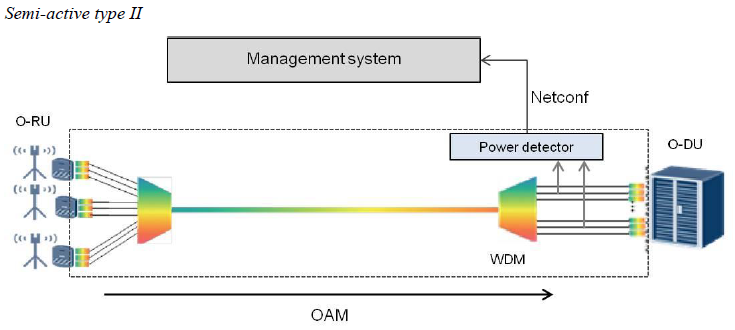 Semi-active type II
Management system
Netconf
O-RU
Power detector
O-DU
WDM
OAM